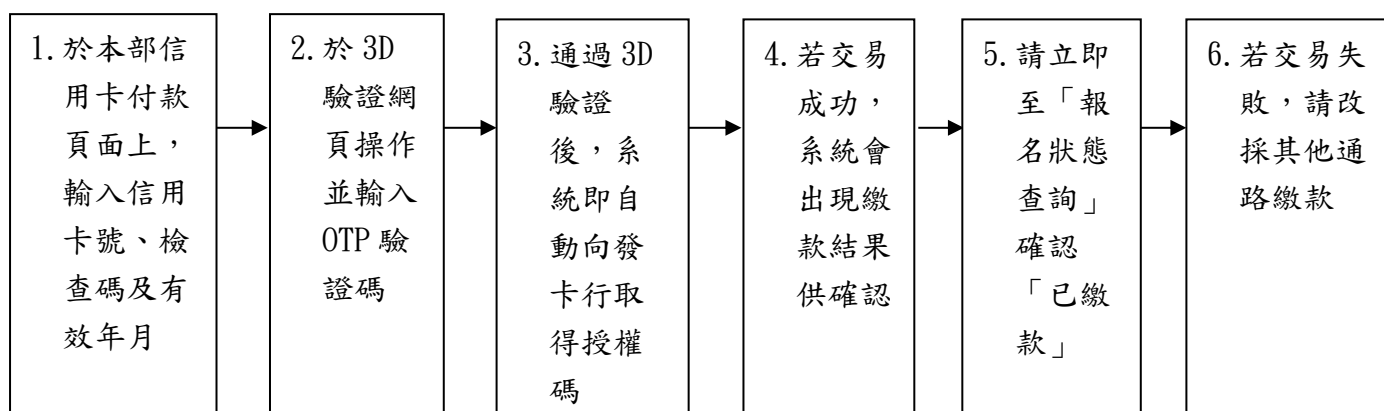 1.於本部信
用卡付款
頁面上，
輸入信用
卡號、檢
查碼及有
效年月
2.於 3D
驗證網
頁操作
並輸入
OTP 驗
證碼
3.通過 3D
驗證
後，系
統即自
動向發
卡行取
得授權
碼
4.若交易
成功，
系統會
出現繳
款結果
供確認
5.請立即
至「報
名狀態
查詢」
確認
「已繳
款」
6.若交易失
敗，請改
採其他通
路繳款